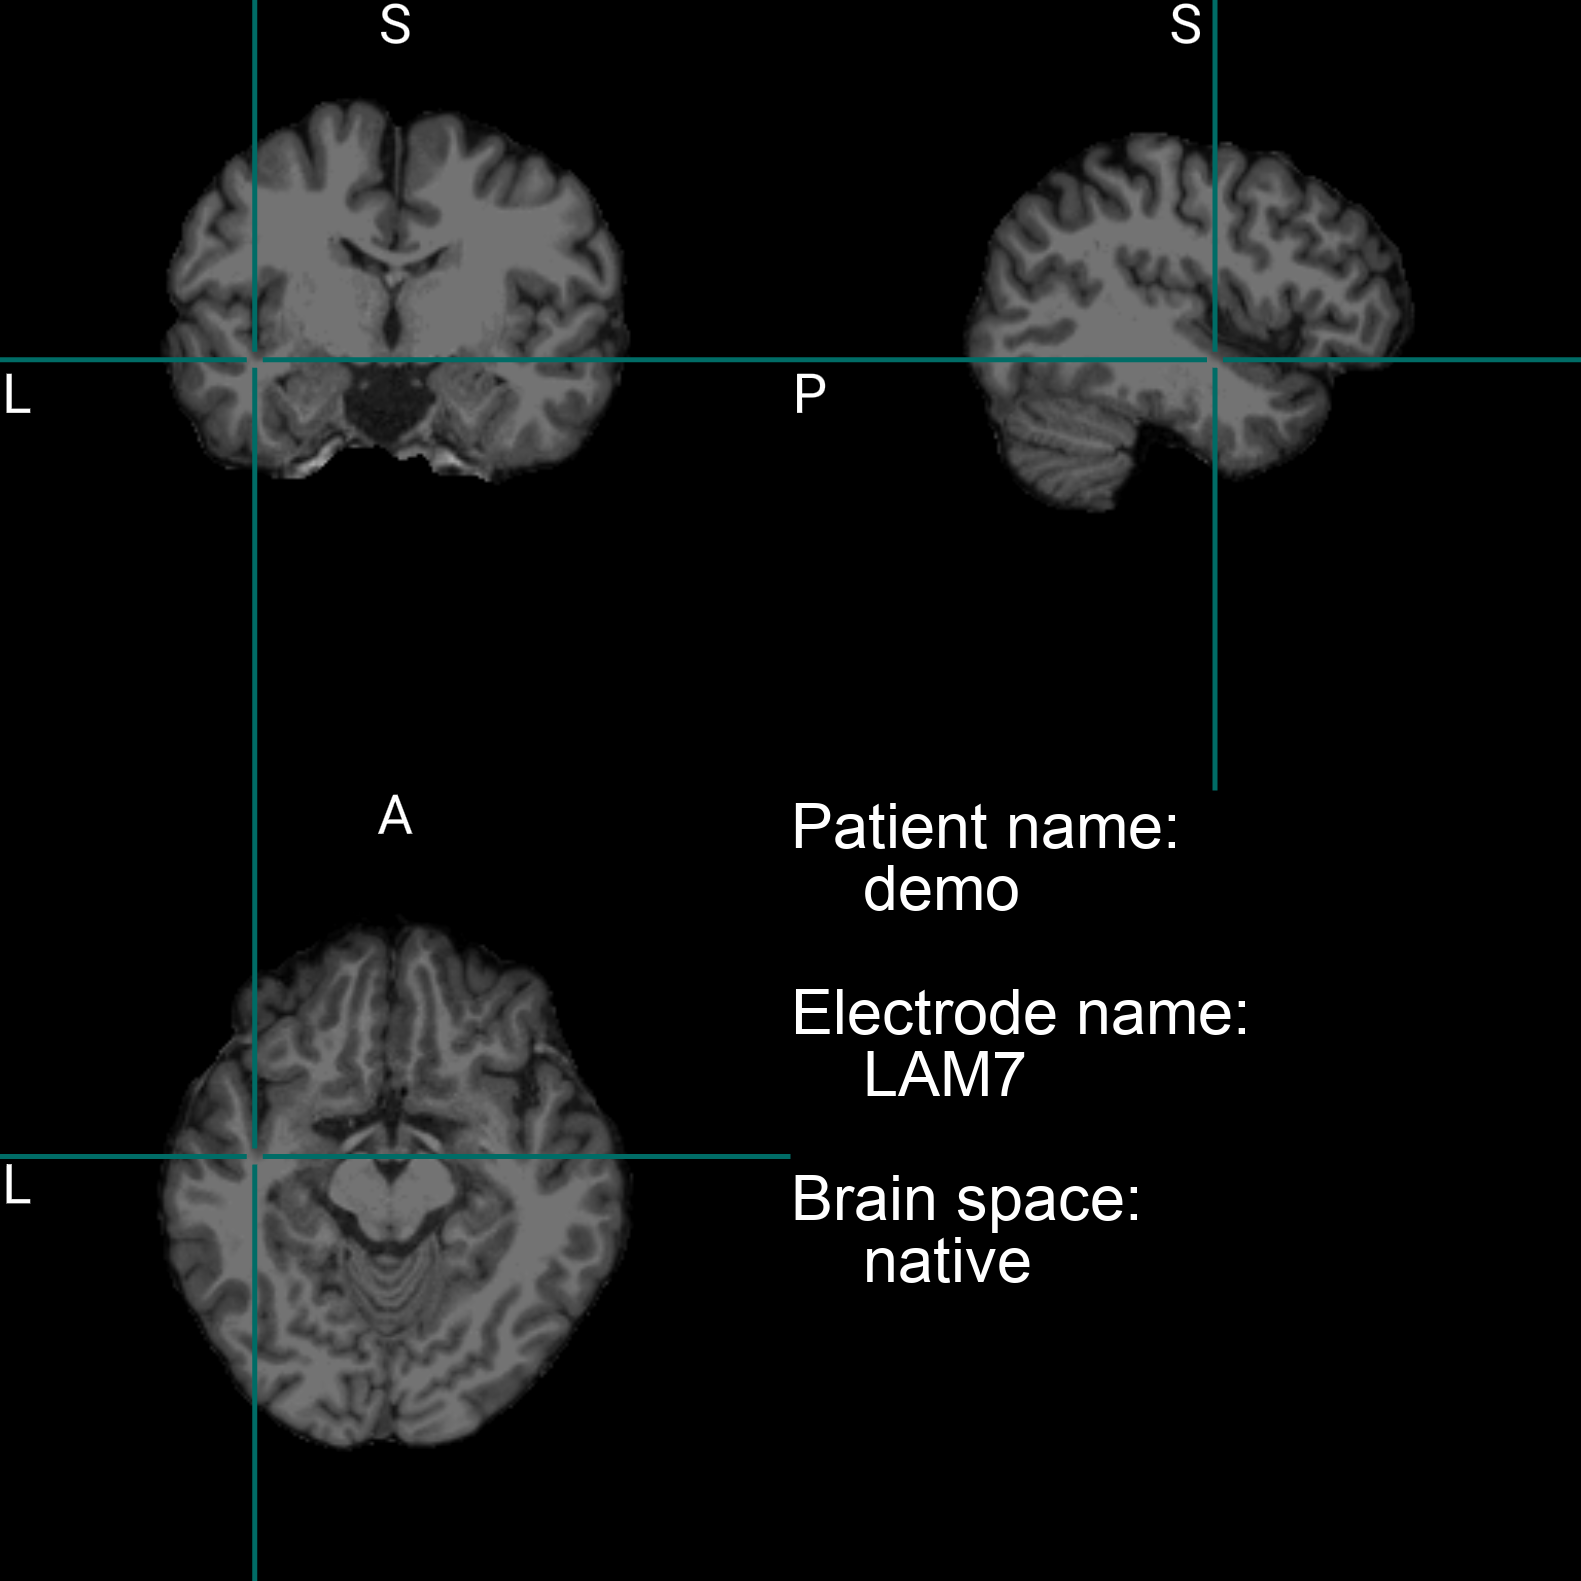 S
S
L
P
A
Patient name:
demo
Electrode name:
LAM7
L
Brain space:
native